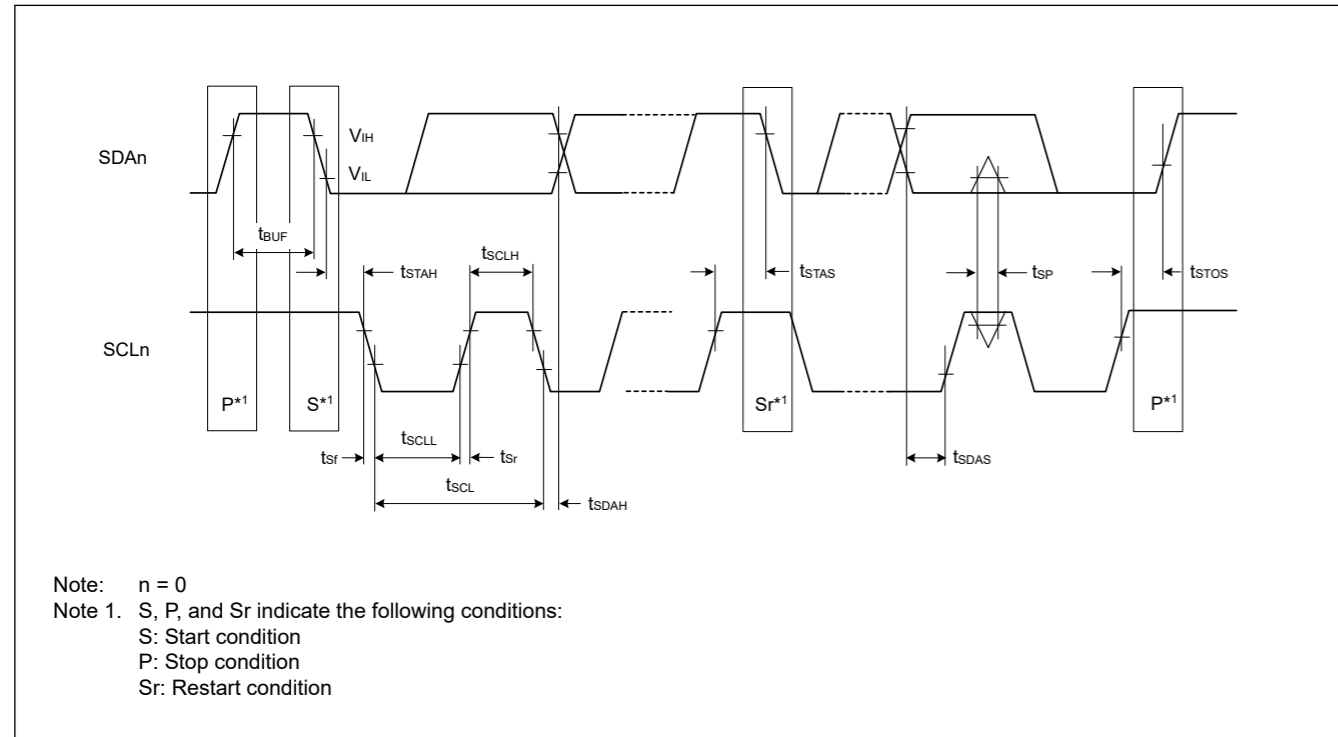 SDAn
VIH
VIL
tBUF
tSTAH
tSCLH
tSTAS
tSP
tSTOS
SCLn
P*1
S*1
Sr*1
P*1
tSf
tSCLL
tSr
tSDAS
tSCL
tSDAH
Note: n = 0
Note 1. S, P, and Sr indicate the following conditions:
S: Start condition
P: Stop condition
Sr: Restart condition